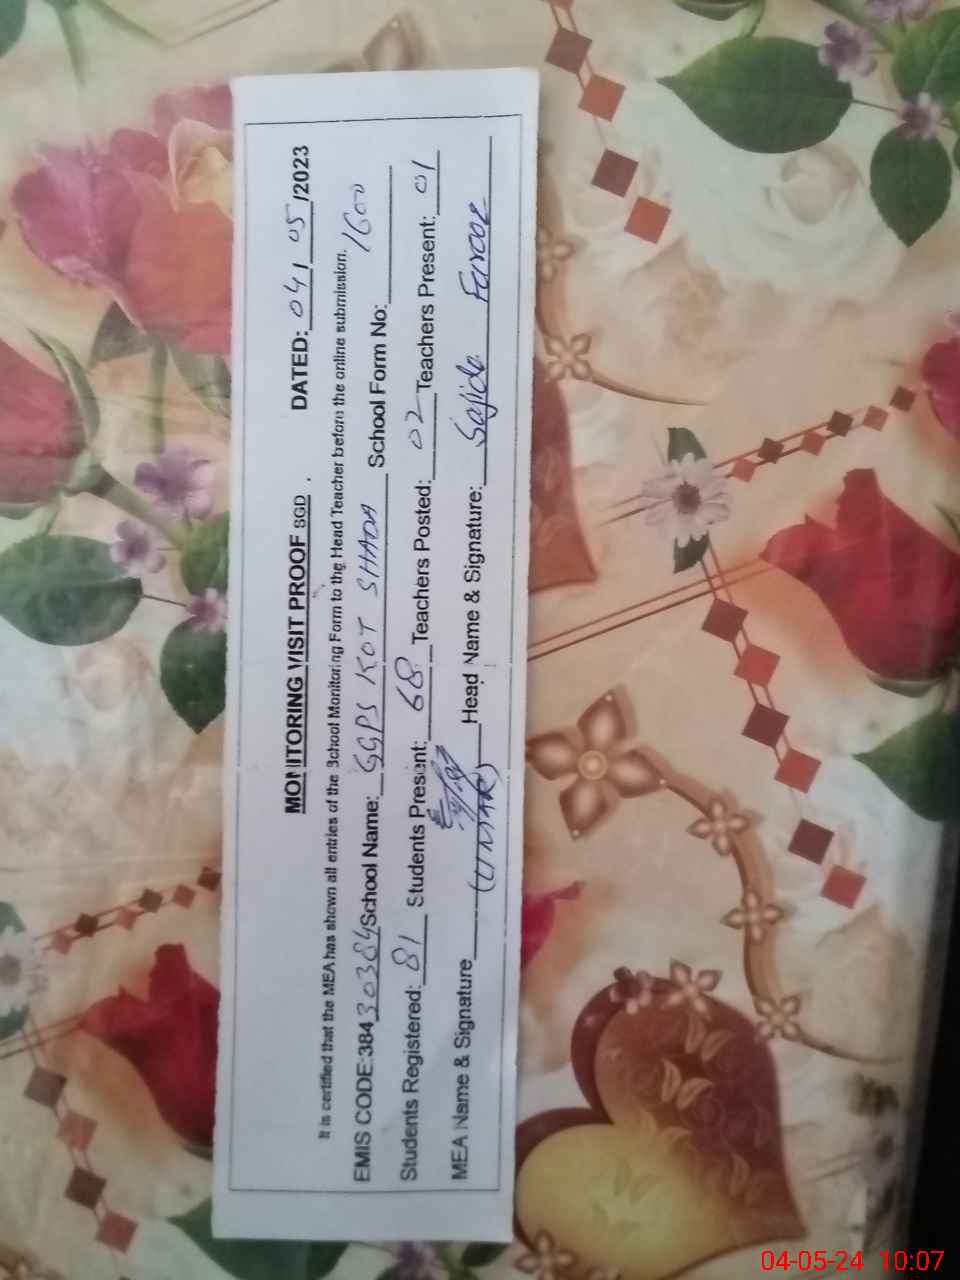 MONITORING VISIT PROOF SGD . DATED: 04/05/2023
It is certified that the MEA has shown all entries of the School Monitoring Form to the Head Teacher before the online submission.
EMIS CODE:38430384 School Name: GGPS KOT SHADA School Form No: 1600
Students Registered: 81 Students Present: 68 Teachers Posted: 02 Teachers Present: 01
MEA Name & Signature (UMAR) Head Name & Signature: Sajida Farooz
04-05-24 10:07